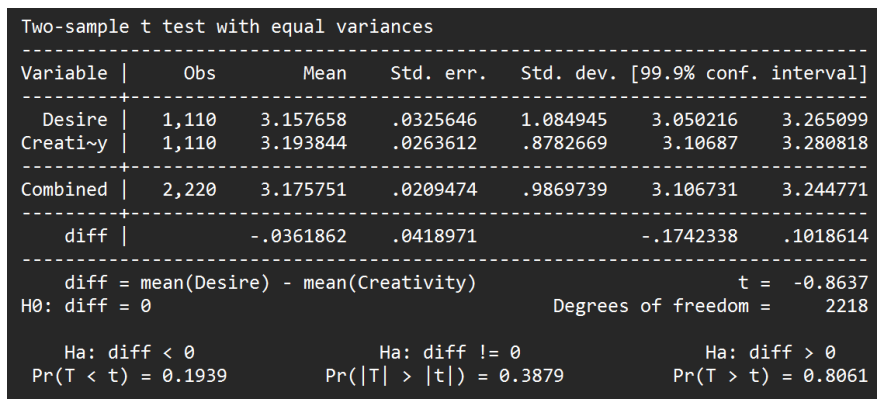 Two-sample t test with equal variances
------------------------------------------------------------------------------
Variable |     Obs        Mean    Std. err.   Std. dev. [99.9% conf. interval]
---------+--------------------------------------------------------------------
  Desire |   1,110    3.157658    .0325646    1.084945    3.050216    3.265099
Creati~y |   1,110    3.193844    .0263612    .8782669     3.10687    3.280818
---------+--------------------------------------------------------------------
Combined |   2,220    3.175751    .0209474    .9869739    3.106731    3.244771
---------+--------------------------------------------------------------------
    diff |           -.0361862    .0418971               -.1742338    .1018614
------------------------------------------------------------------------------
    diff = mean(Desire) - mean(Creativity)                        t =  -0.8637
H0: diff = 0                                     Degrees of freedom =     2218
    Ha: diff < 0                 Ha: diff != 0                 Ha: diff > 0
 Pr(T < t) = 0.1939         Pr(|T| > |t|) = 0.3879          Pr(T > t) = 0.8061